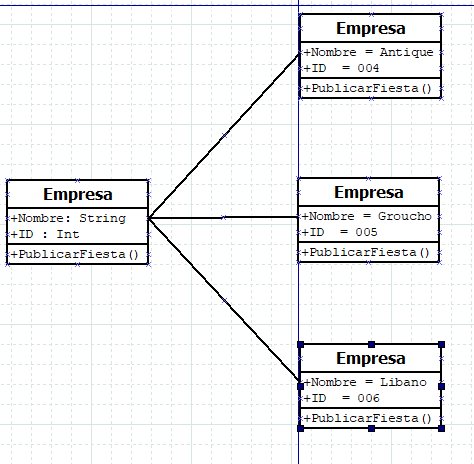 Empresa
+Nombre = Antique
+ID = 004
+PublicarFiesta()
Empresa
+Nombre: String
+ID : Int
+PublicarFiesta()
Empresa
+Nombre = Groucho
+ID = 005
+PublicarFiesta()
Empresa
+Nombre = Libano
+ID = 006
+PublicarFiesta()